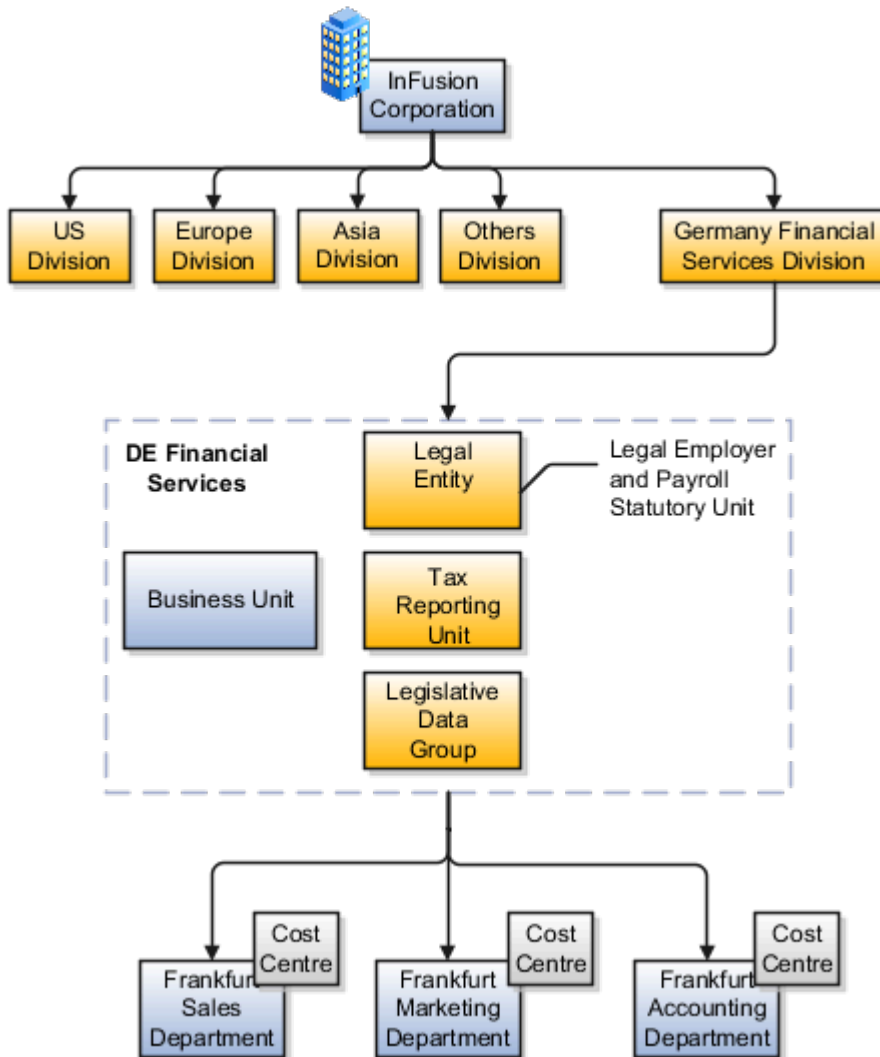 InFusion
Corporation
US
Division
Europe
Division
Asia
Division
Others
Division
Germany Financial
Services Division
DE Financial
Services
Legal
Entity
Legal Employer
and Payroll
Statutory Unit
Business Unit
Tax
Reporting
Unit
Legislative
Data
Group
Cost
Centre
Frankfurt
Sales
Department
Cost
Centre
Frankfurt
Marketing
Department
Cost
Centre
Frankfurt
Accounting
Department